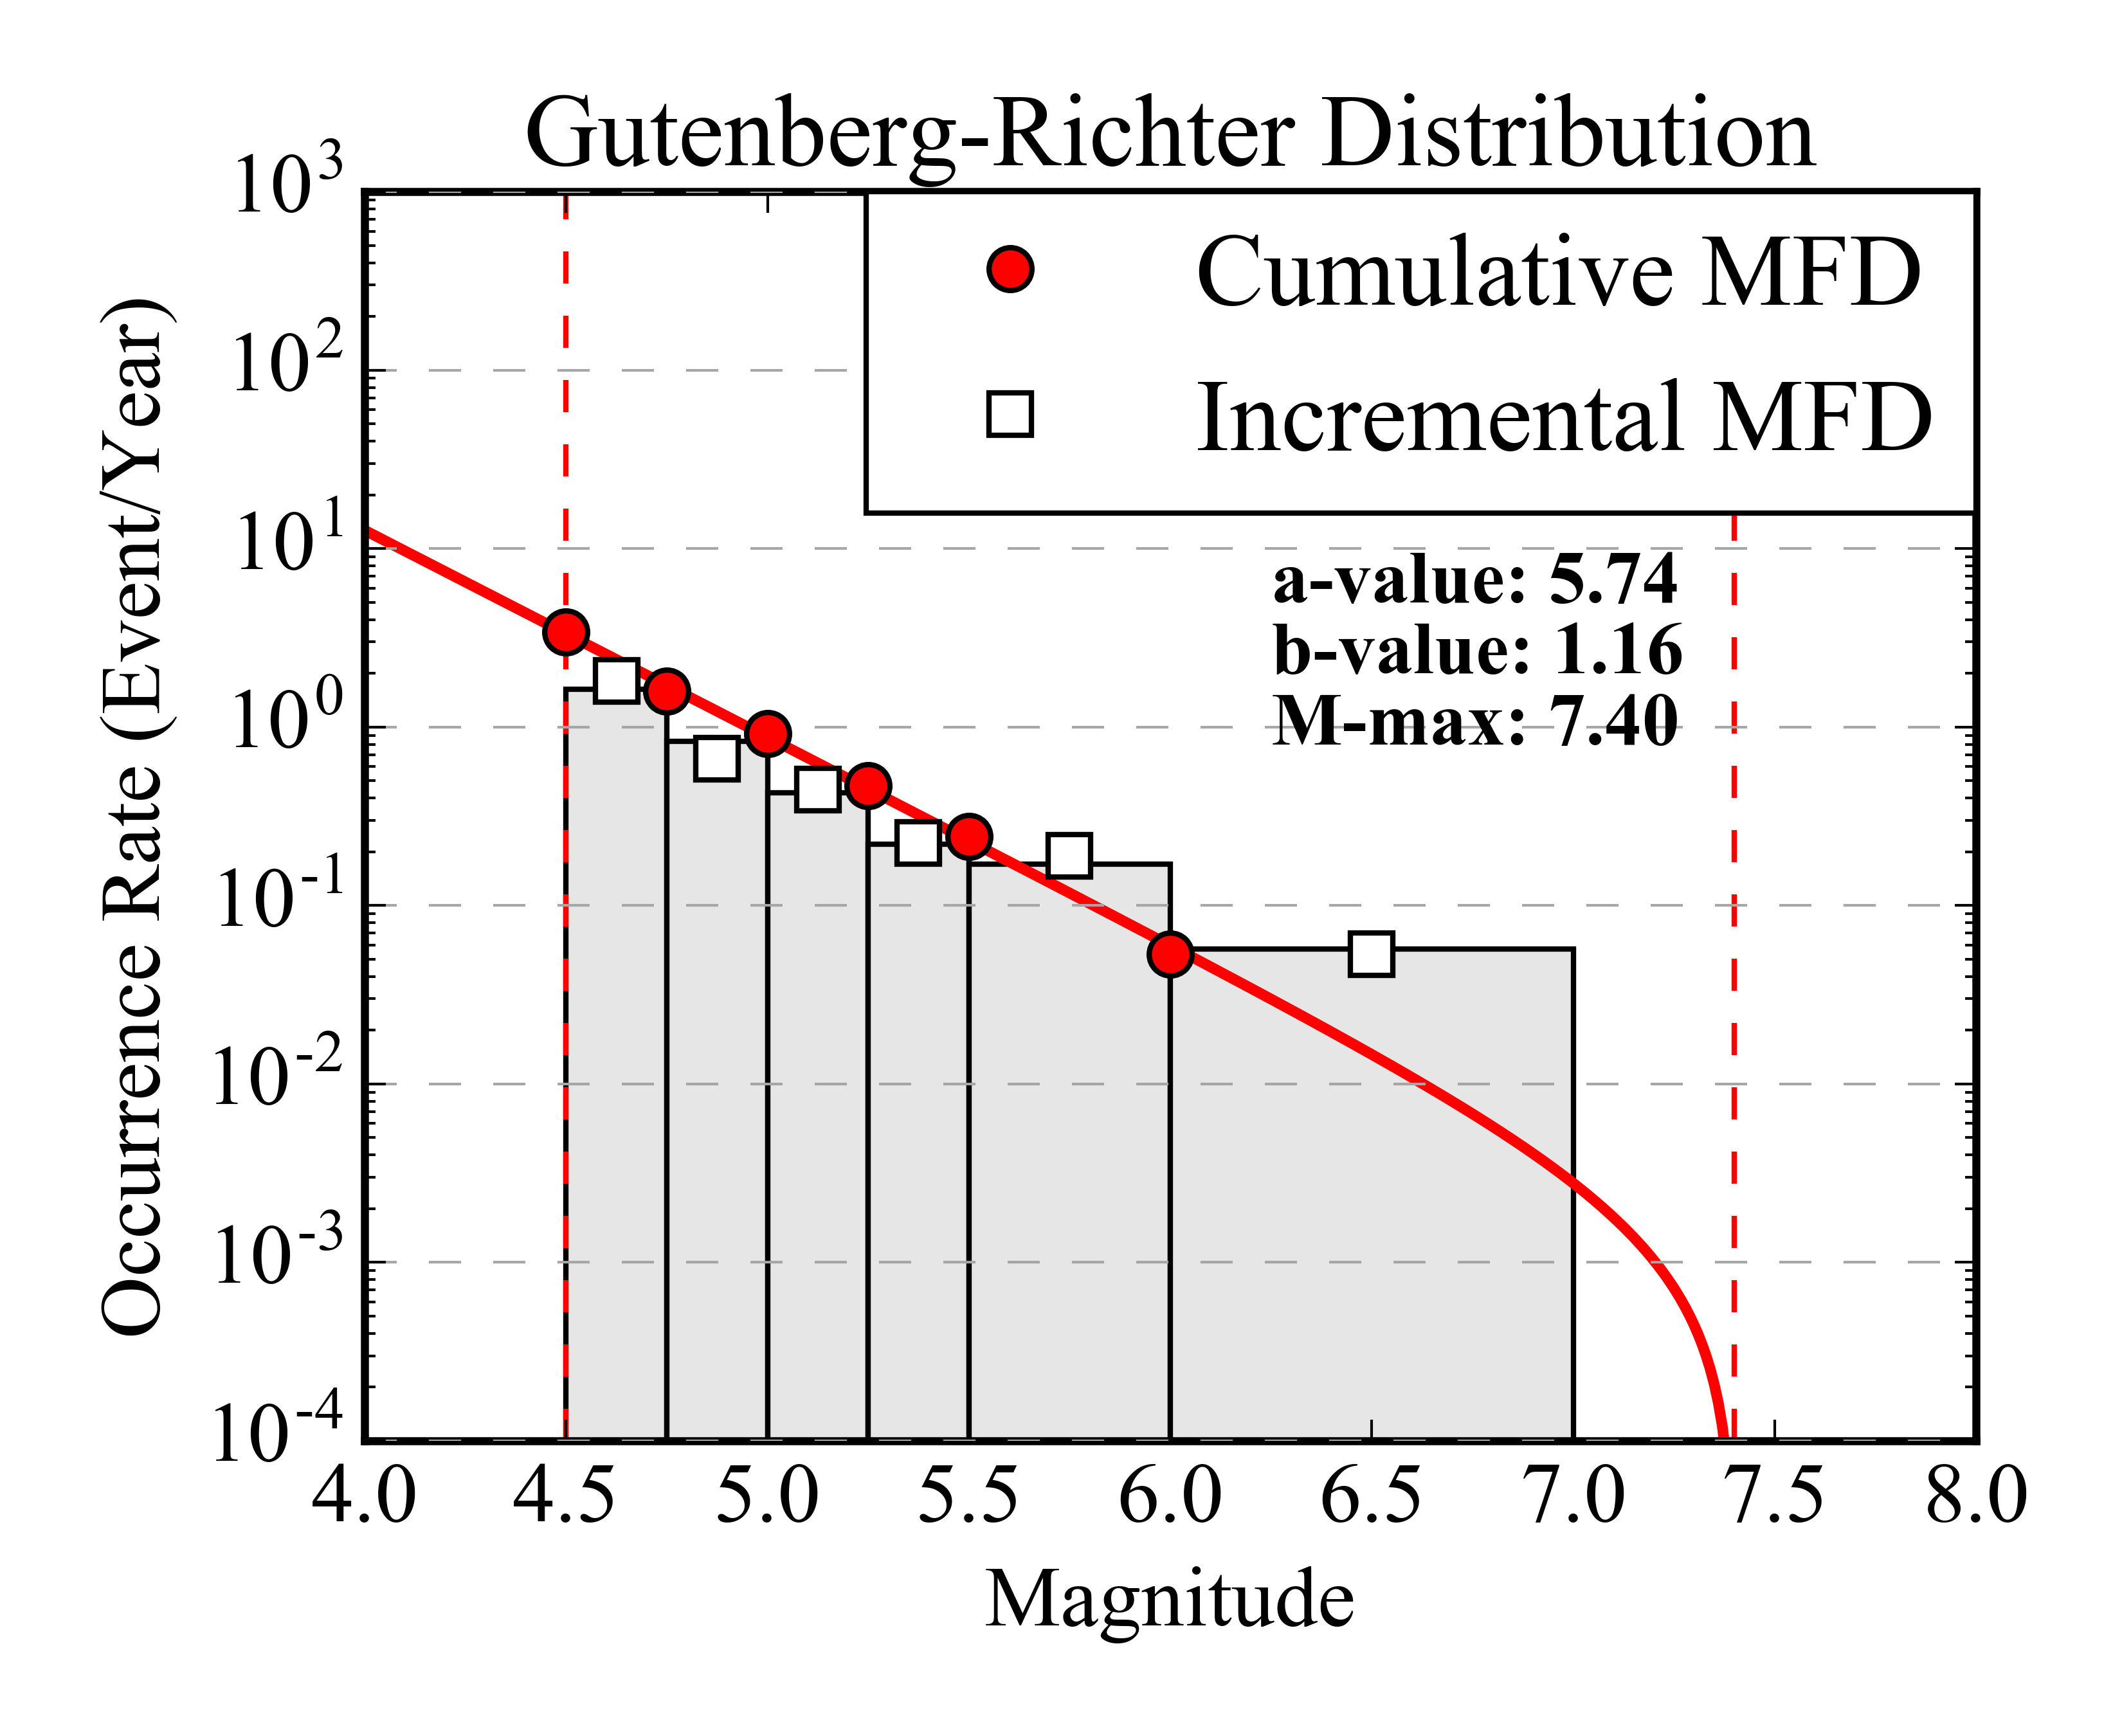 Gutenberg-Richter Distribution
Cumulative MFD
Incremental MFD
a-value: 5.74
b-value: 1.16
M-max: 7.40
Occurrence Rate (Event/Year)
10^3
10^2
10^1
10^0
10^-1
10^-2
10^-3
10^-4
4.0 4.5 5.0 5.5 6.0 6.5 7.0 7.5 8.0
Magnitude